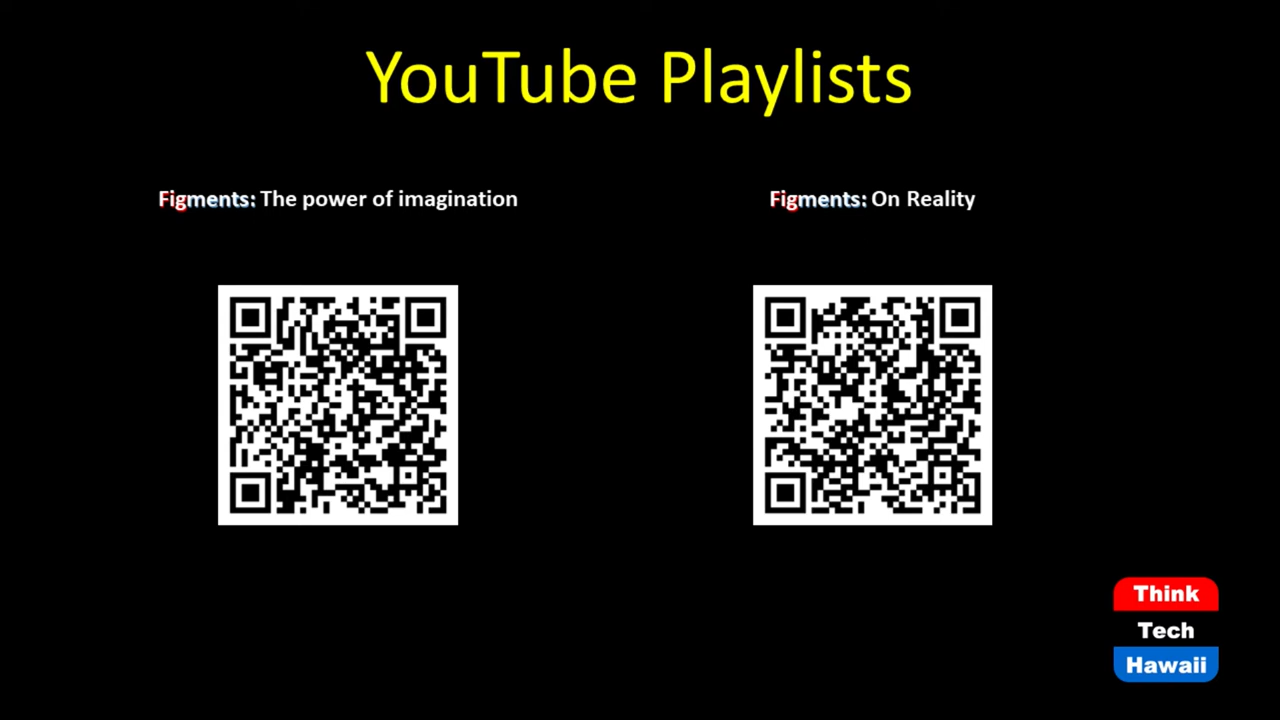 YouTube Playlists
Figments: The power of imagination
Figments: On Reality
Think
Tech
Hawaii